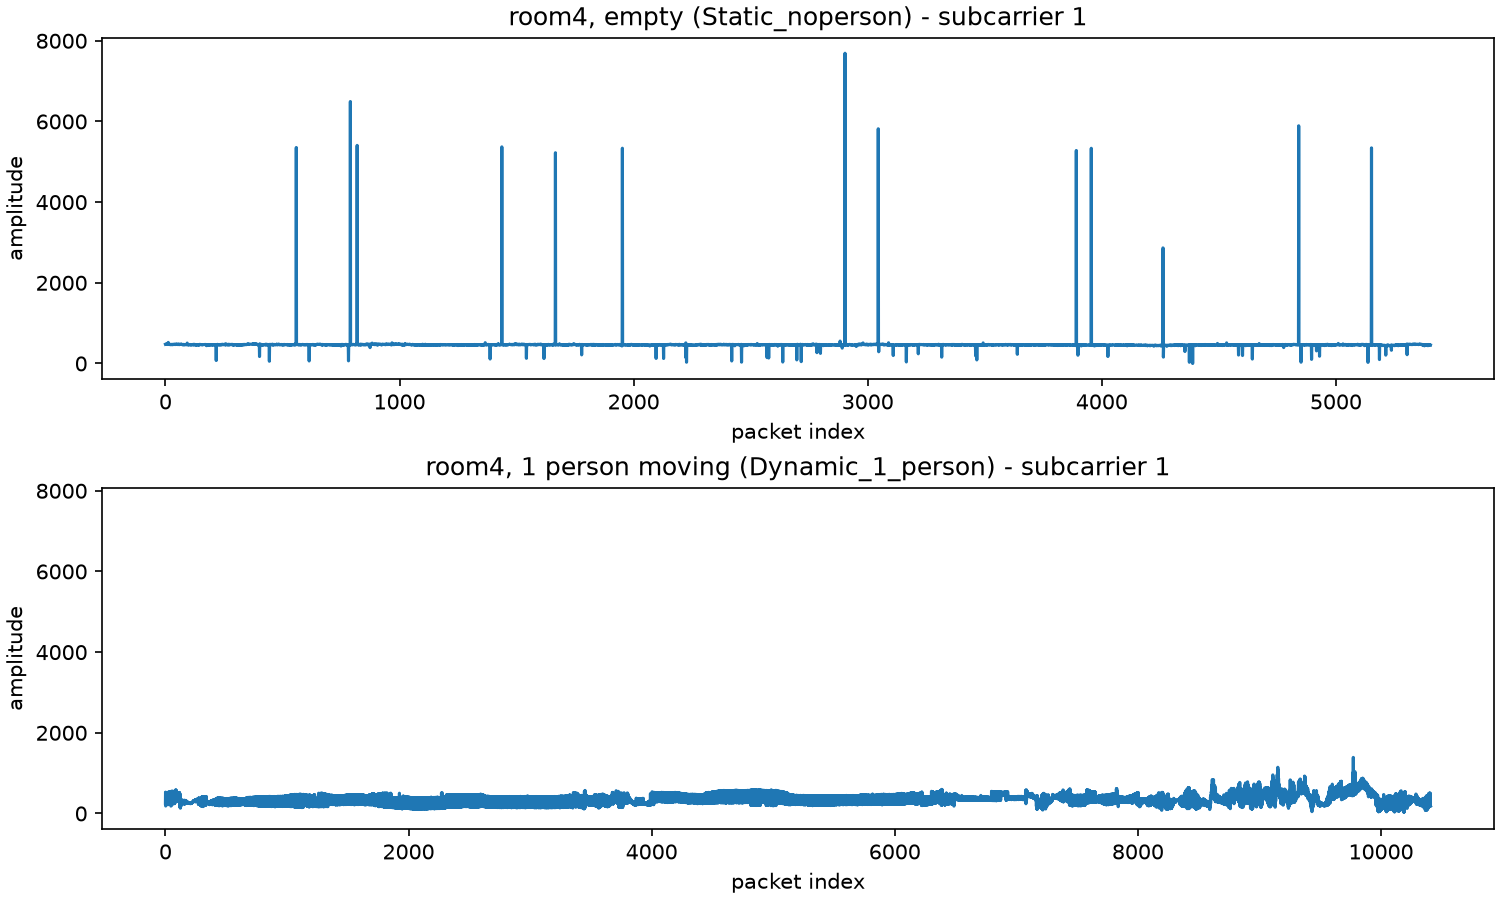 room4, empty (Static_noperson) - subcarrier 1
8000
6000
4000
2000
0
amplitude
0 1000 2000 3000 4000 5000
packet index
room4, 1 person moving (Dynamic_1_person) - subcarrier 1
8000
6000
4000
2000
0
amplitude
0 2000 4000 6000 8000 10000
packet index